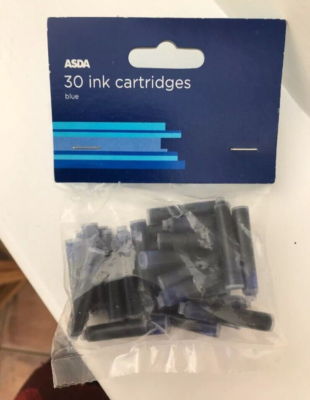 ASDA
30 ink cartridges
blue